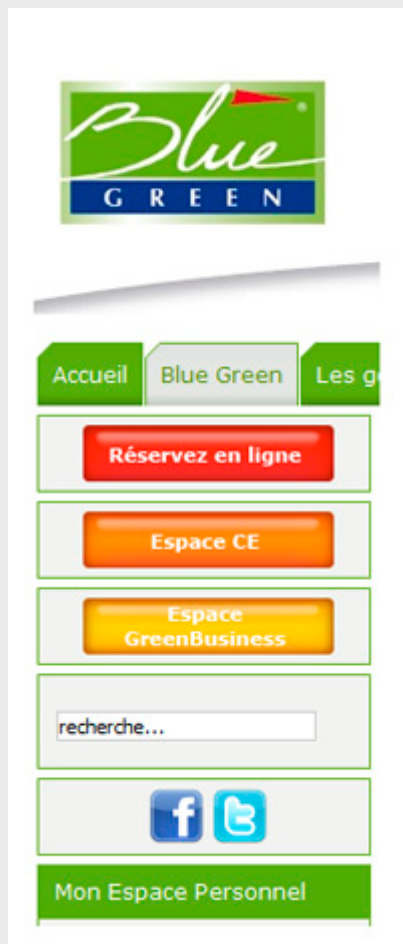 Blue
GREEN
Accueil
Blue Green
Les
Réservez en ligne
Espace CE
Espace
GreenBusiness
recherche...
Mon Espace Personnel